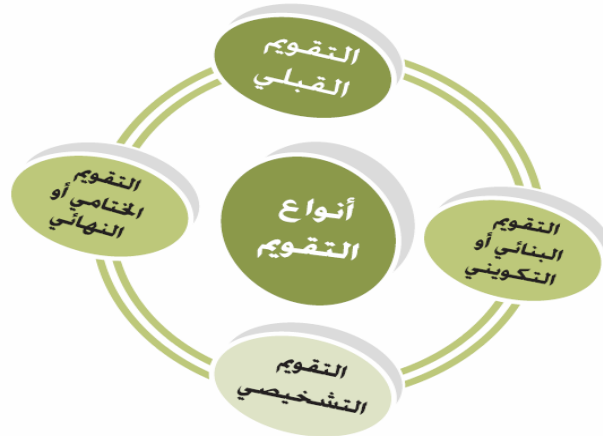 التقويم
القبلي
أنواع
التقويم
التقويم
البنائي أو
التكويني
التقويم
التشخيصي
التقويم
الختامي أو
النهائي